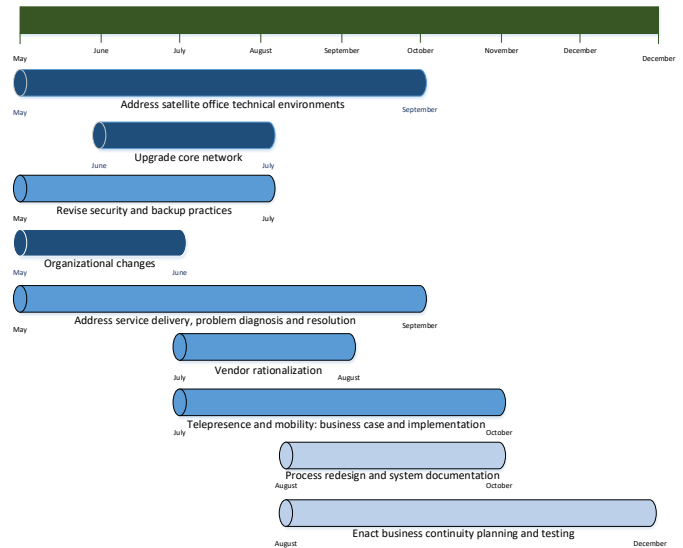 May June July August September October November December December
Address satellite office technical environments
May September
Upgrade core network
June July
Revise security and backup practices
May July
Organizational changes
May June
Address service delivery, problem diagnosis and resolution
May September
Vendor rationalization
July August
Telepresence and mobility: business case and implementation
July October
Process redesign and system documentation
August October
Enact business continuity planning and testing
August December